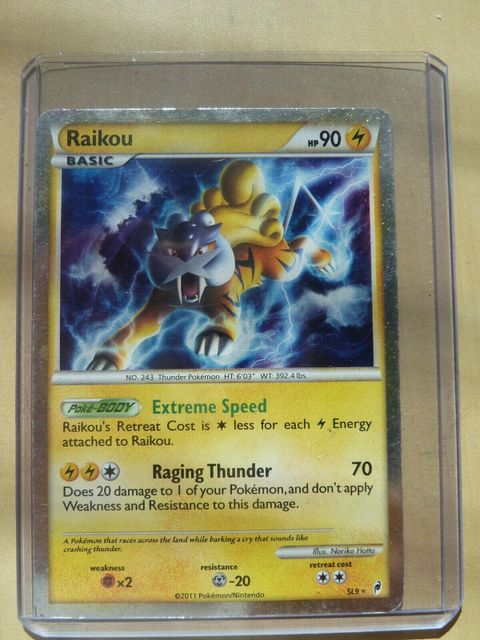 Raikou
HP 90
BASIC
NO. 243 Thunder Pokémon HT: 6'03" WT: 392.4 lbs.
Poké-BODY Extreme Speed
Raikou's Retreat Cost is less for each Energy
attached to Raikou.
Raging Thunder 70
Does 20 damage to 1 of your Pokémon, and don't apply
Weakness and Resistance to this damage.
A Pokémon that races across the land while barking a cry that sounds like
crashing thunder.
Illus. Noriko Hotta
weakness resistance retreat cost
×2 -20
©2011 Pokémon/Nintendo SL9